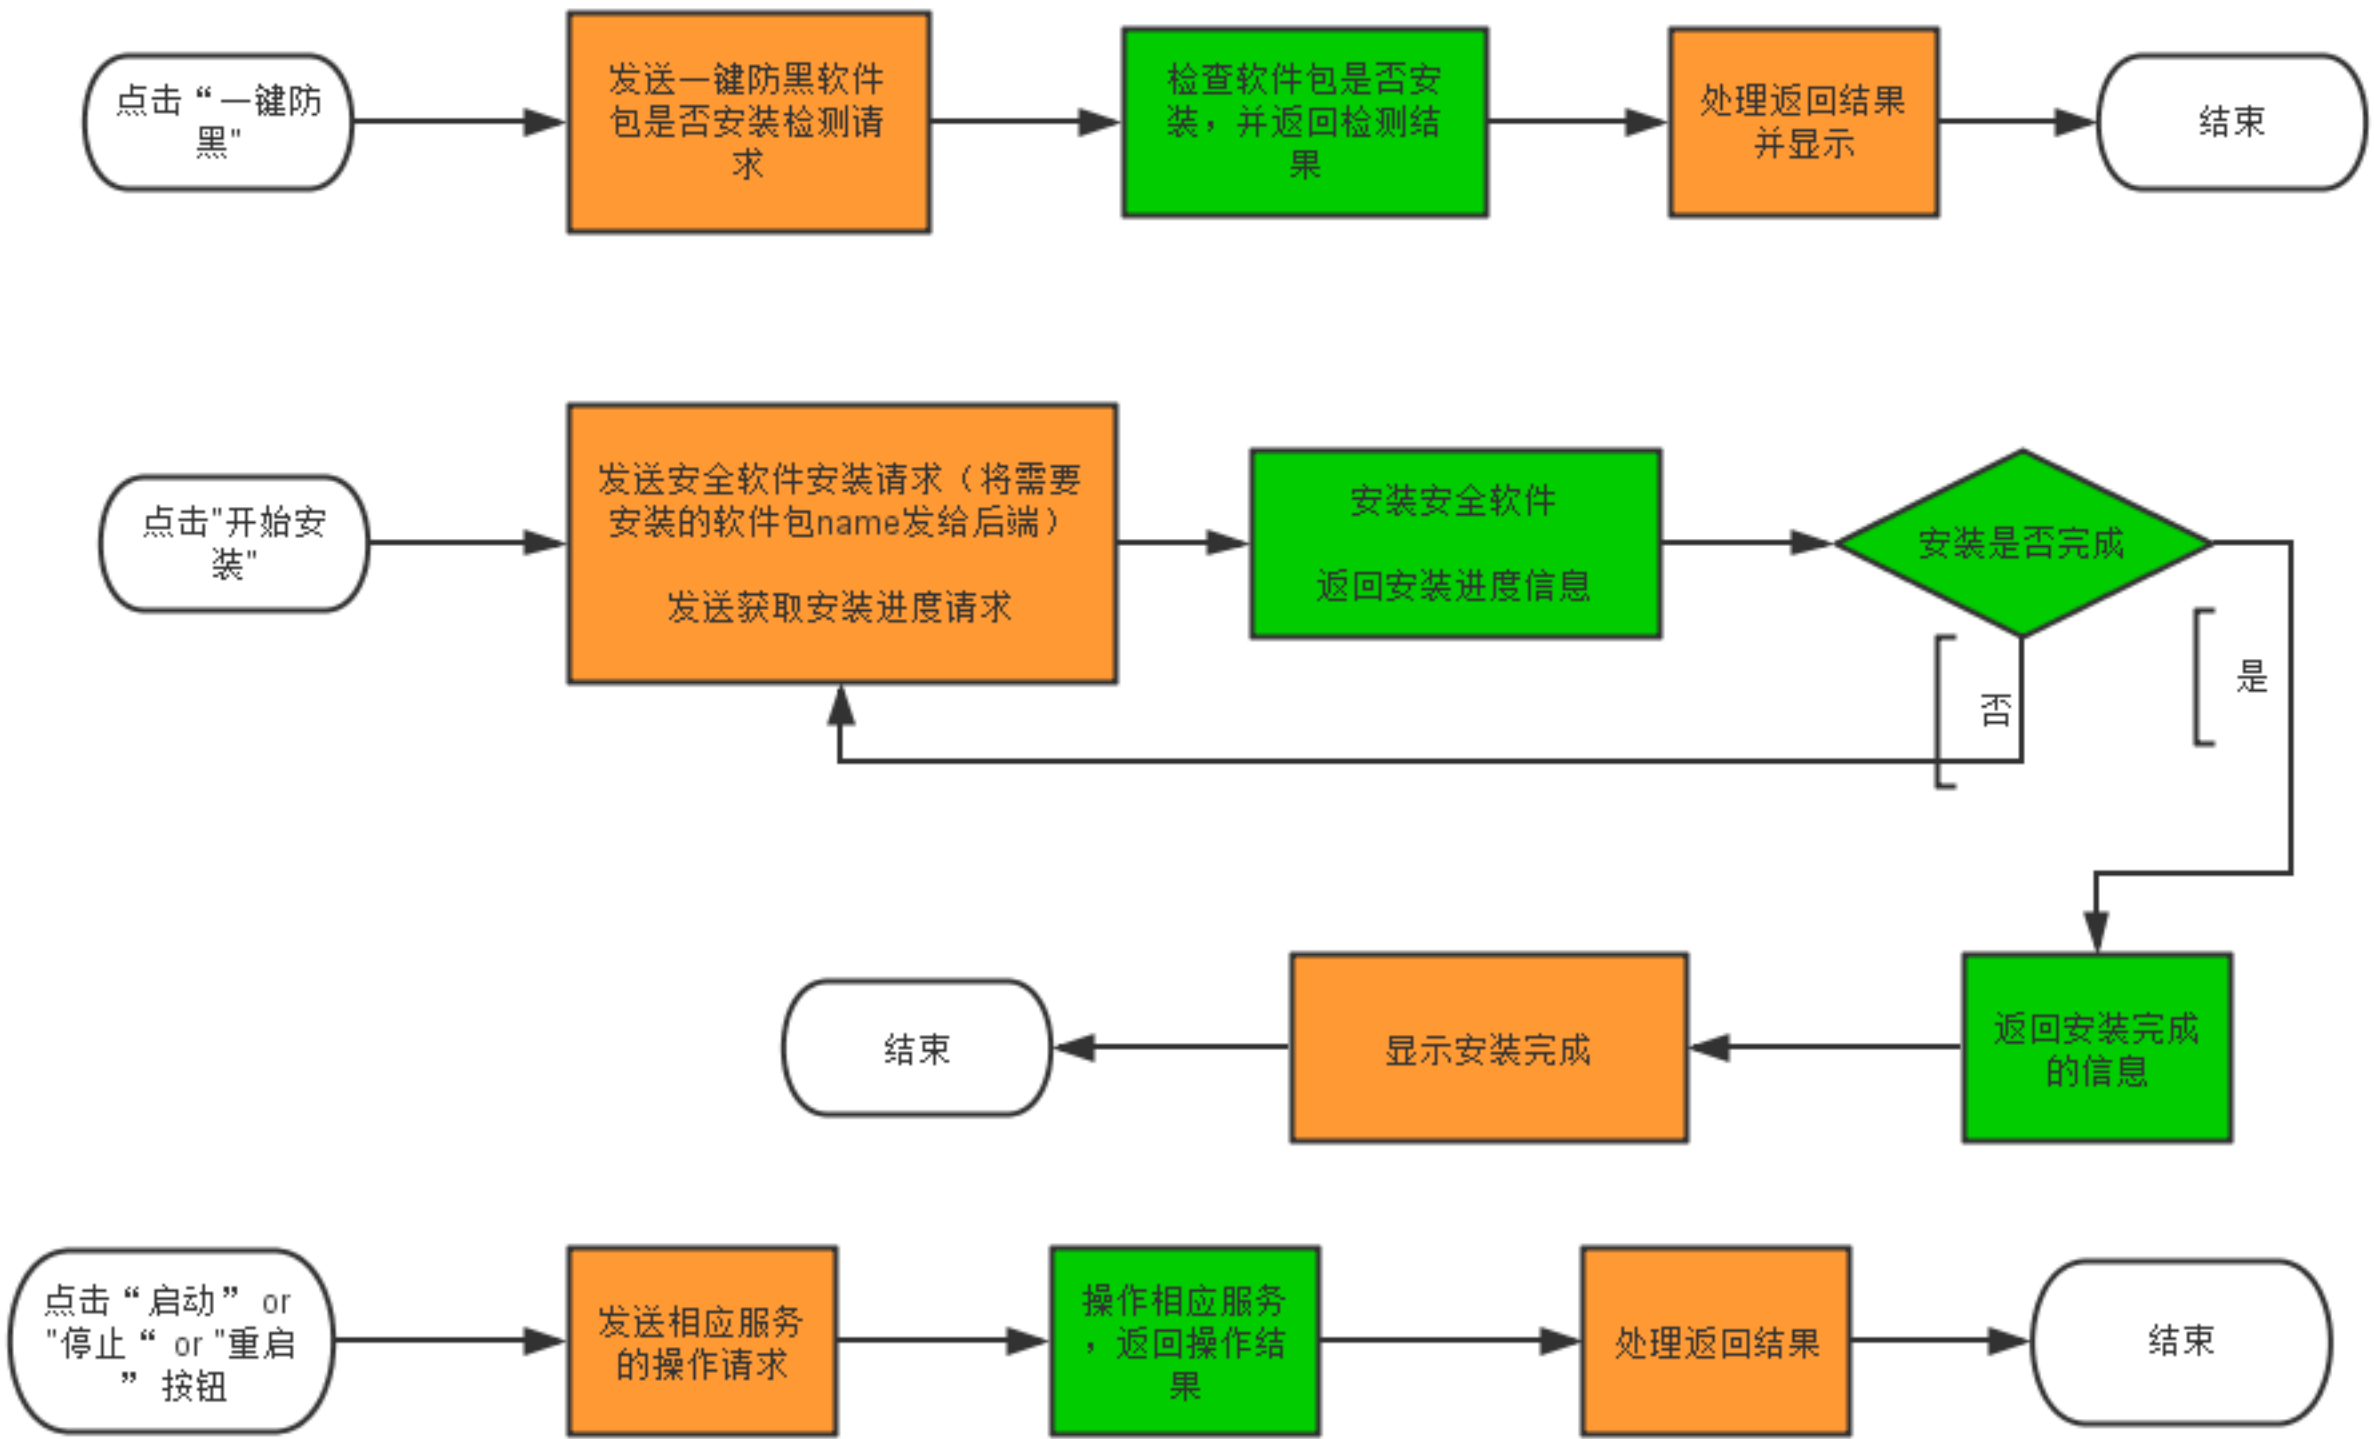 点击“一键防
黑"
发送一键防黑软件
包是否安装检测请
求
检查软件包是否安
装，并返回检测结
果
处理返回结果
并显示
结束
点击"开始安
装"
发送安全软件安装请求（将需要
安装的软件包name发给后端）
发送获取安装进度请求
安装安全软件
返回安装进度信息
安装是否完成
否
是
结束
显示安装完成
返回安装完成
的信息
点击“启动” or
"停止“ or "重启
” 按钮
发送相应服务
的操作请求
操作相应服务
，返回操作结
果
处理返回结果
结束